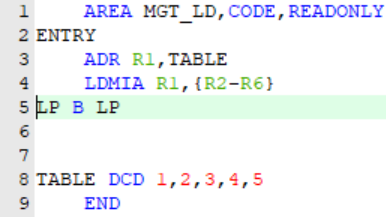 1 AREA MGT_LD,CODE,READONLY
2 ENTRY
3 ADR R1,TABLE
4 LDMIA R1,{R2-R6}
5 LP B LP
6
7
8 TABLE DCD 1,2,3,4,5
9 END